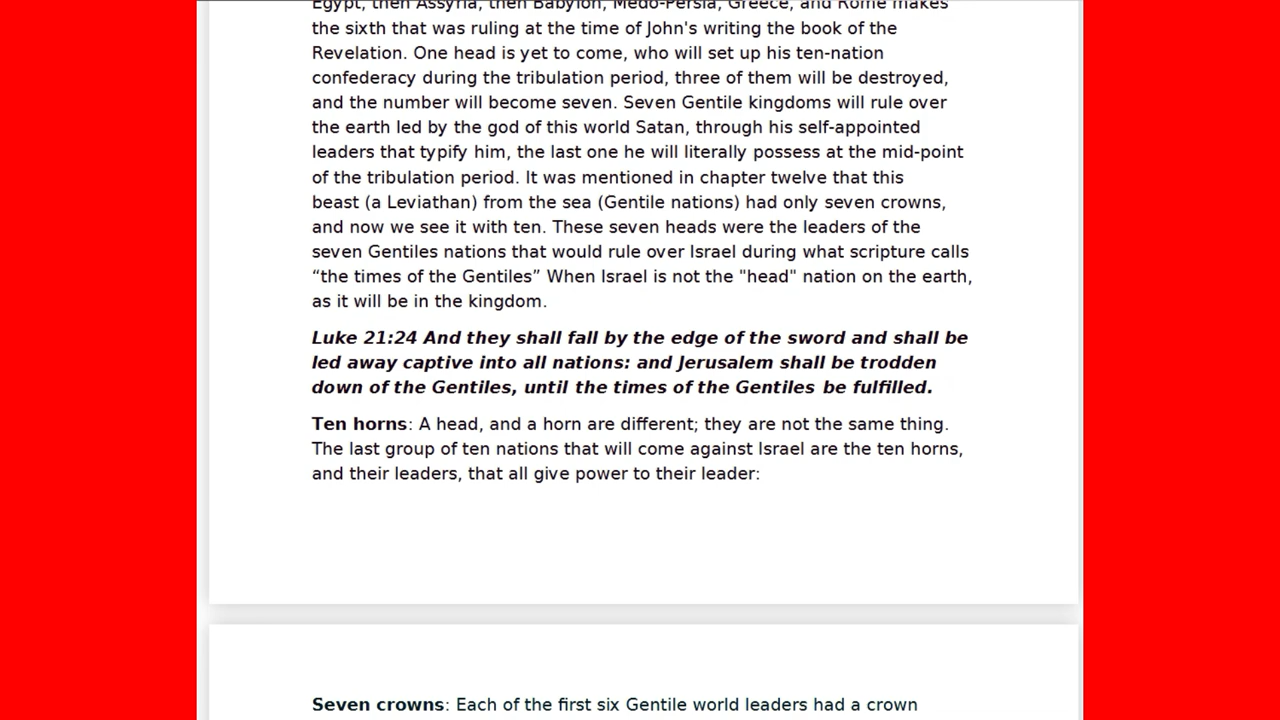 Egypt, then Assyria, then Babylon, Medo-Persia, Greece, and Rome makes
the sixth that was ruling at the time of John's writing the book of the
Revelation. One head is yet to come, who will set up his ten-nation
confederacy during the tribulation period, three of them will be destroyed,
and the number will become seven. Seven Gentile kingdoms will rule over
the earth led by the god of this world Satan, through his self-appointed
leaders that typify him, the last one he will literally possess at the mid-point
of the tribulation period. It was mentioned in chapter twelve that this
beast (a Leviathan) from the sea (Gentile nations) had only seven crowns,
and now we see it with ten. These seven heads were the leaders of the
seven Gentiles nations that would rule over Israel during what scripture calls
“the times of the Gentiles” When Israel is not the "head" nation on the earth,
as it will be in the kingdom.
Luke 21:24 And they shall fall by the edge of the sword and shall be
led away captive into all nations: and Jerusalem shall be trodden
down of the Gentiles, until the times of the Gentiles be fulfilled.
Ten horns: A head, and a horn are different; they are not the same thing.
The last group of ten nations that will come against Israel are the ten horns,
and their leaders, that all give power to their leader:
Seven crowns: Each of the first six Gentile world leaders had a crown